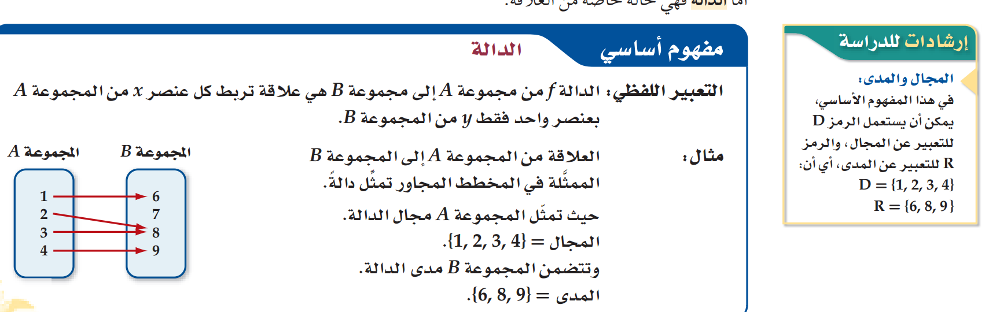 أما الدالة فهي حالة خاصة من العلاقة.
إرشادات للدراسة
المجال والمدى:
في هذا المفهوم الأساسي،
يمكن أن يستعمل الرمز D
للتعبير عن المجال، والرمز
R للتعبير عن المدى، أي أن:
D = {1, 2, 3, 4}
R = {6, 8, 9}
مفهوم أساسي الدالة
التعبير اللفظي: الدالة f من مجموعة A إلى مجموعة B هي علاقة تربط كل عنصر x من المجموعة A
بعنصر واحد فقط y من المجموعة B.
مثال: العلاقة من المجموعة A إلى المجموعة B
الممثَّلة في المخطط المجاور تمثِّل دالةً.
حيث تمثّل المجموعة A مجال الدالة.
المجال = {1, 2, 3, 4}.
وتتضمن المجموعة B مدى الدالة.
المدى = {6, 8, 9}.
المجموعة B المجموعة A
1 6
2 7
3 8
4 9